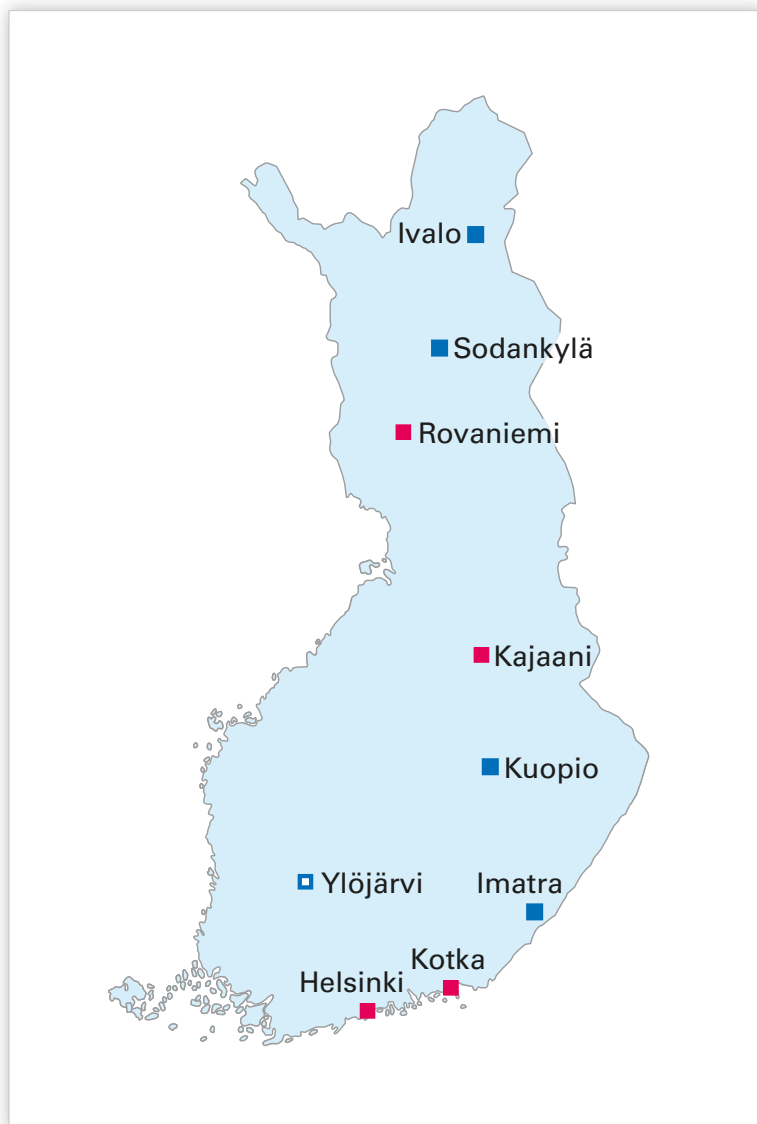 Ivalo
Sodankylä
Rovaniemi
Kajaani
Kuopio
Ylöjärvi
Imatra
Kotka
Helsinki